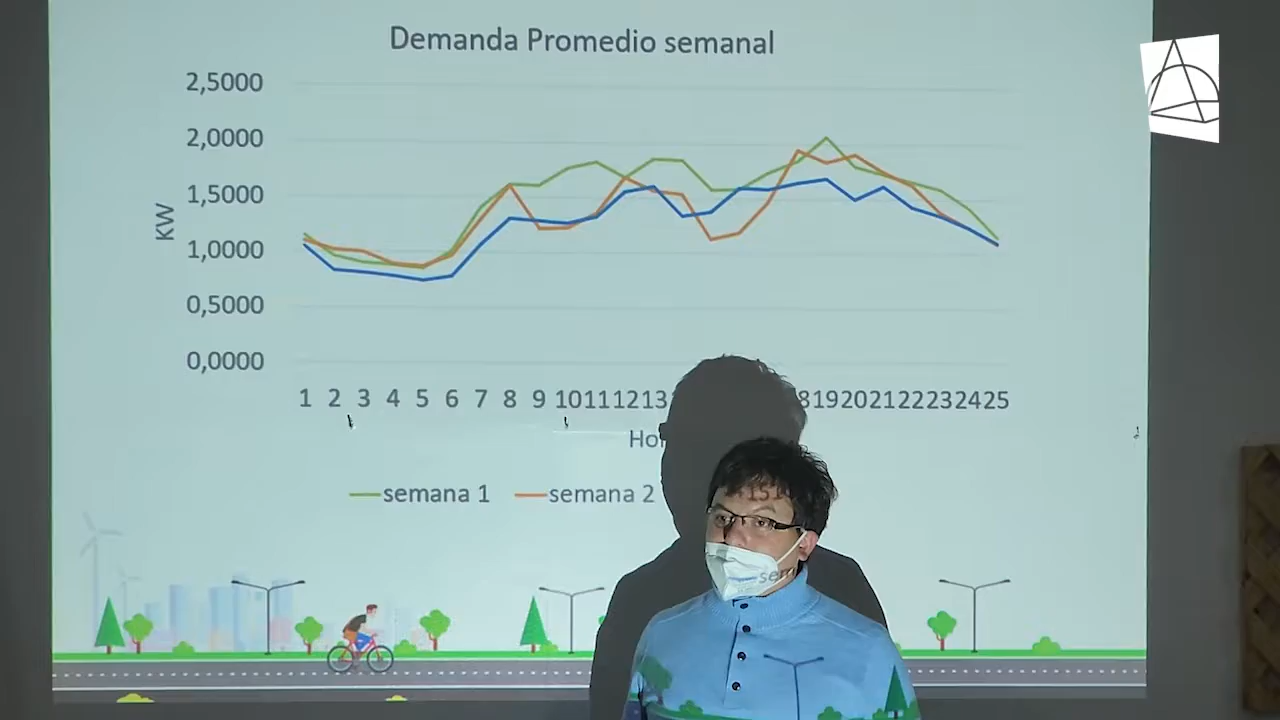 Demanda Promedio semanal
2,5000
2,0000
1,5000
1,0000
0,5000
0,0000
KW
1 2 3 4 5 6 7 8 9 10 11 12 13 19 20 21 22 23 24 25
semana 1 semana 2
sem